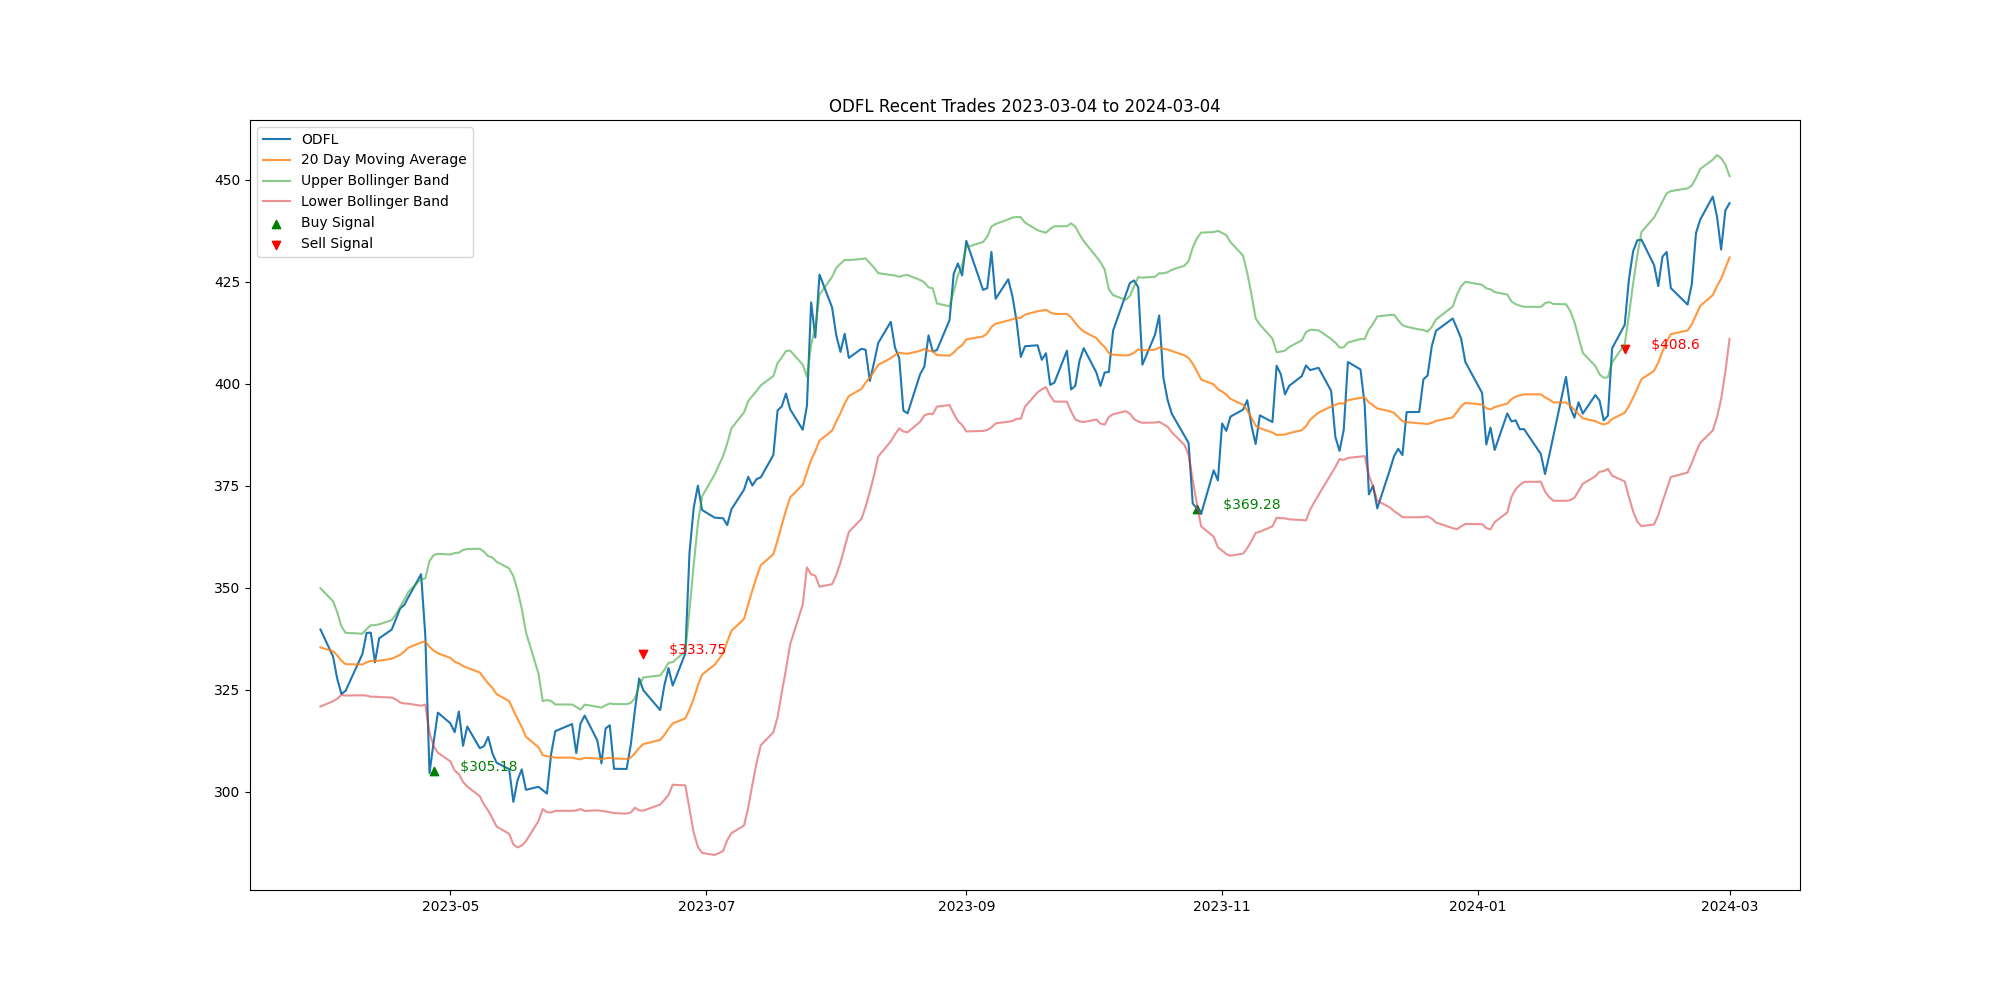 ODFL Recent Trades 2023-03-04 to 2024-03-04
ODFL
20 Day Moving Average
Upper Bollinger Band
Lower Bollinger Band
Buy Signal
Sell Signal
450
425
400
375
350
325
300
$408.6
$369.28
$333.75
$305.18
2023-05
2023-07
2023-09
2023-11
2024-01
2024-03